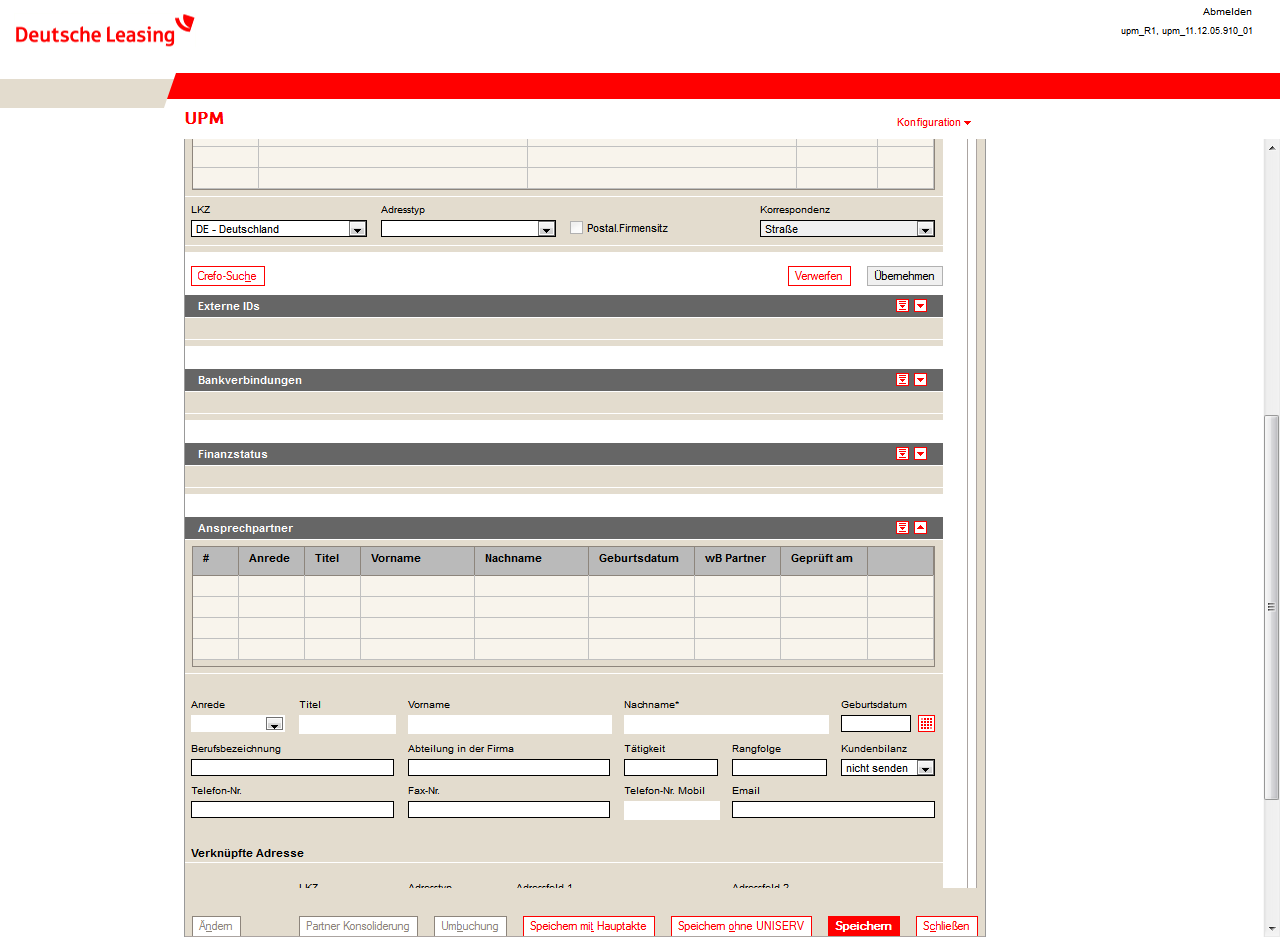 Abmelden
Deutsche Leasing
upm_R1, upm_11.12.05.910_01
UPM
Konfiguration
LKZ Adresstyp Korrespondenz
DE - Deutschland Postal.Firmensitz Straße
Crefo-Suche Verwerfen Übernehmen
Externe IDs
Bankverbindungen
Finanzstatus
Ansprechpartner
# Anrede Titel Vorname Nachname Geburtsdatum wB Partner Geprüft am
Anrede Titel Vorname Nachname* Geburtsdatum
Berufsbezeichnung Abteilung in der Firma Tätigkeit Rangfolge Kundenbilanz
nicht senden
Telefon-Nr. Fax-Nr. Telefon-Nr. Mobil Email
Verknüpfte Adresse
LKZ Adresstyp Adressfeld 1 Adressfeld 2
Ändern Partner Konsolidierung Umbuchung Speichern mit Hauptakte Speichern ohne UNISERV Speichern Schließen